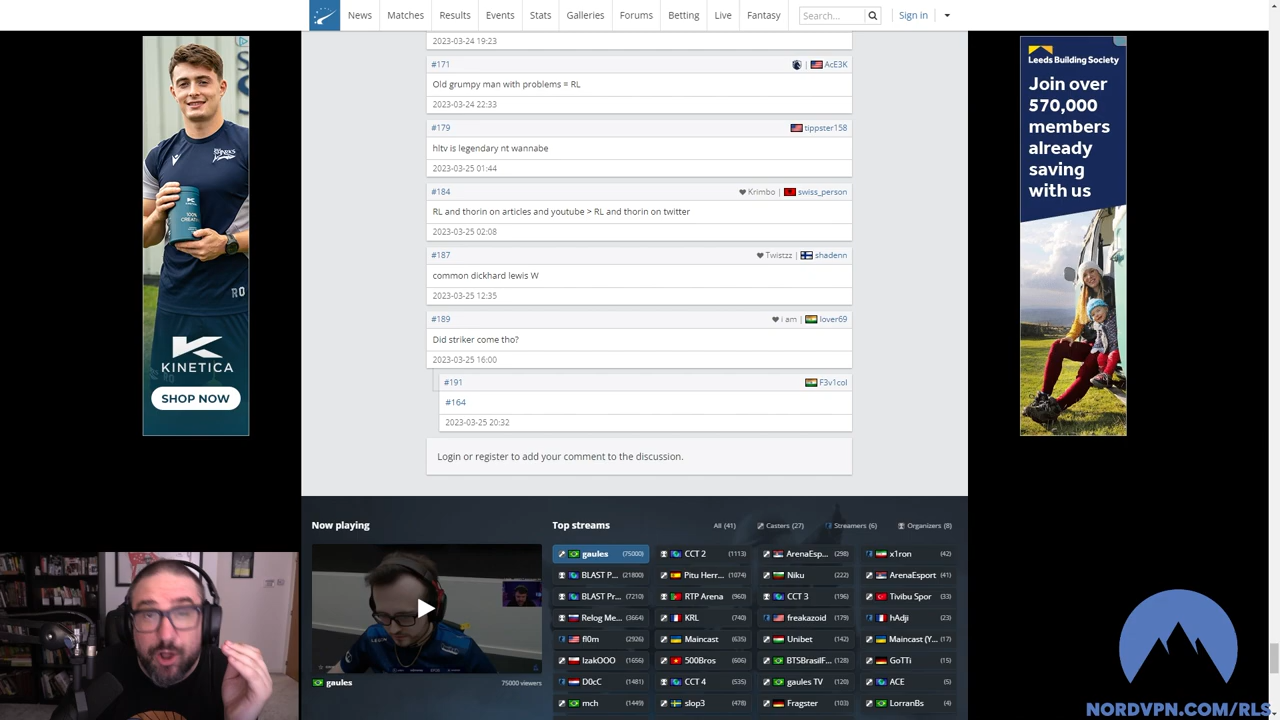 News Matches Results Events Stats Galleries Forums Betting Live Fantasy Search... Sign in
2023-03-24 19:23
#171 | AcE3K
Old grumpy man with problems = RL
2023-03-24 22:33
#179 tippster158
hltv is legendary nt wannabe
2023-03-25 01:44
#184 Krimbo | swiss_person
RL and thorin on articles and youtube > RL and thorin on twitter
2023-03-25 02:08
#187 Twistzz | shadenn
common dickhard lewis W
2023-03-25 12:35
#189 i am | lover69
Did striker come tho?
2023-03-25 16:00
#191 F3v1col
#164
2023-03-25 20:32
Login or register to add your comment to the discussion.
Now playing
Top streams All (41) Casters (27) Streamers (6) Organizers (8)
gaules (75000) CCT 2 (1113) ArenaEsp... (298) x1ron (42)
BLAST P... (21800) Pitu Herr... (1074) Niku (222) ArenaEsport (41)
BLAST Pr... (7210) RTP Arena (960) CCT 3 (196) Tivibu Spor (33)
Relog Me... (3664) KRL (740) freakazoid (179) hAdji (23)
fl0m (2926) Maincast (635) Unibet (142) Maincast (Y... (17)
IzakOOO (1656) 500Bros (606) BTSBrasilF... (128) GoTTi (15)
D0cC (1481) CCT 4 (535) gaules TV (120) ACE (5)
mch (1449) slop3 (478) Fragster (103) LorranBs (4)
gaules 75000 viewers
KINETICA
SHOP NOW
Leeds Building Society
Join over
570,000
members
already
saving
with us
NORDVPN.COM/RLS